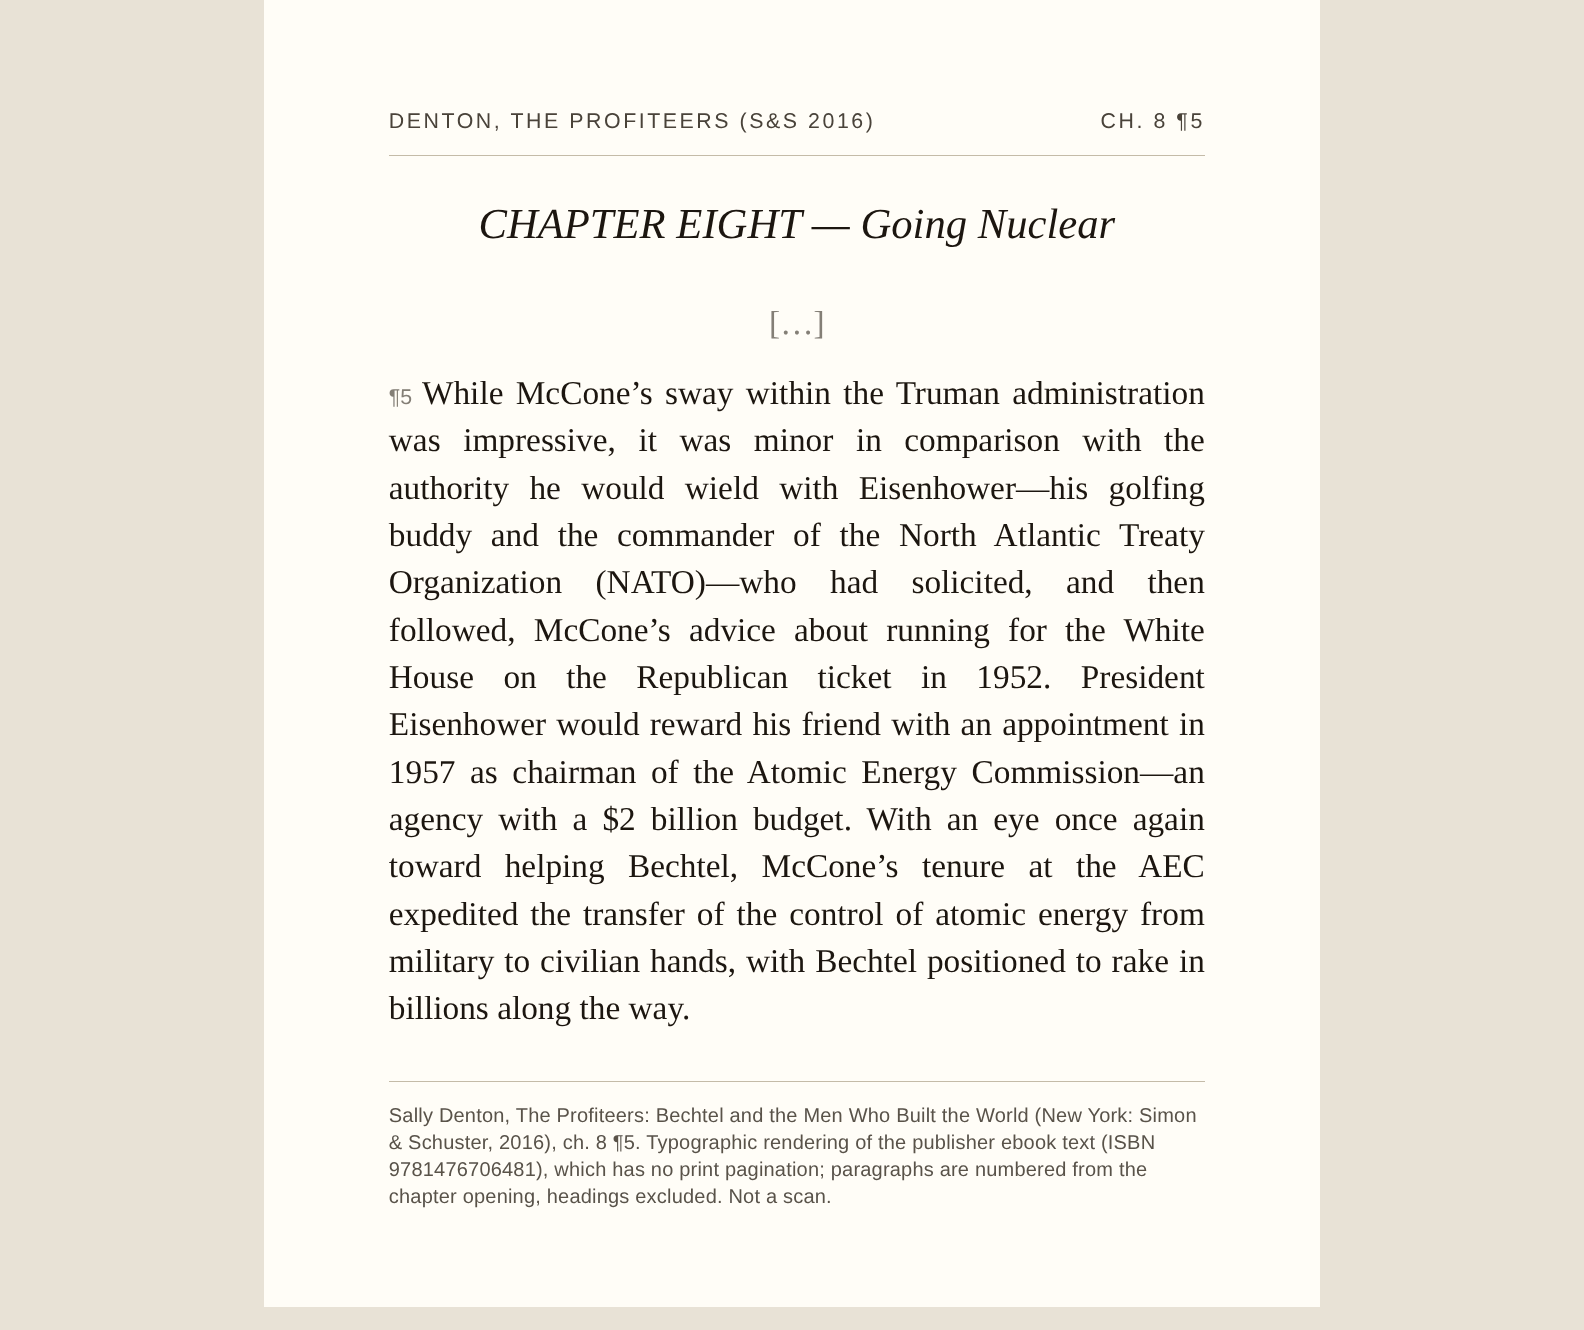 DENTON, THE PROFITEERS (S&S 2016) CH. 8 ¶5
CHAPTER EIGHT — Going Nuclear
[…]
¶5 While McCone’s sway within the Truman administration
was impressive, it was minor in comparison with the
authority he would wield with Eisenhower—his golfing
buddy and the commander of the North Atlantic Treaty
Organization (NATO)—who had solicited, and then
followed, McCone’s advice about running for the White
House on the Republican ticket in 1952. President
Eisenhower would reward his friend with an appointment in
1957 as chairman of the Atomic Energy Commission—an
agency with a $2 billion budget. With an eye once again
toward helping Bechtel, McCone’s tenure at the AEC
expedited the transfer of the control of atomic energy from
military to civilian hands, with Bechtel positioned to rake in
billions along the way.
Sally Denton, The Profiteers: Bechtel and the Men Who Built the World (New York: Simon
& Schuster, 2016), ch. 8 ¶5. Typographic rendering of the publisher ebook text (ISBN
9781476706481), which has no print pagination; paragraphs are numbered from the
chapter opening, headings excluded. Not a scan.